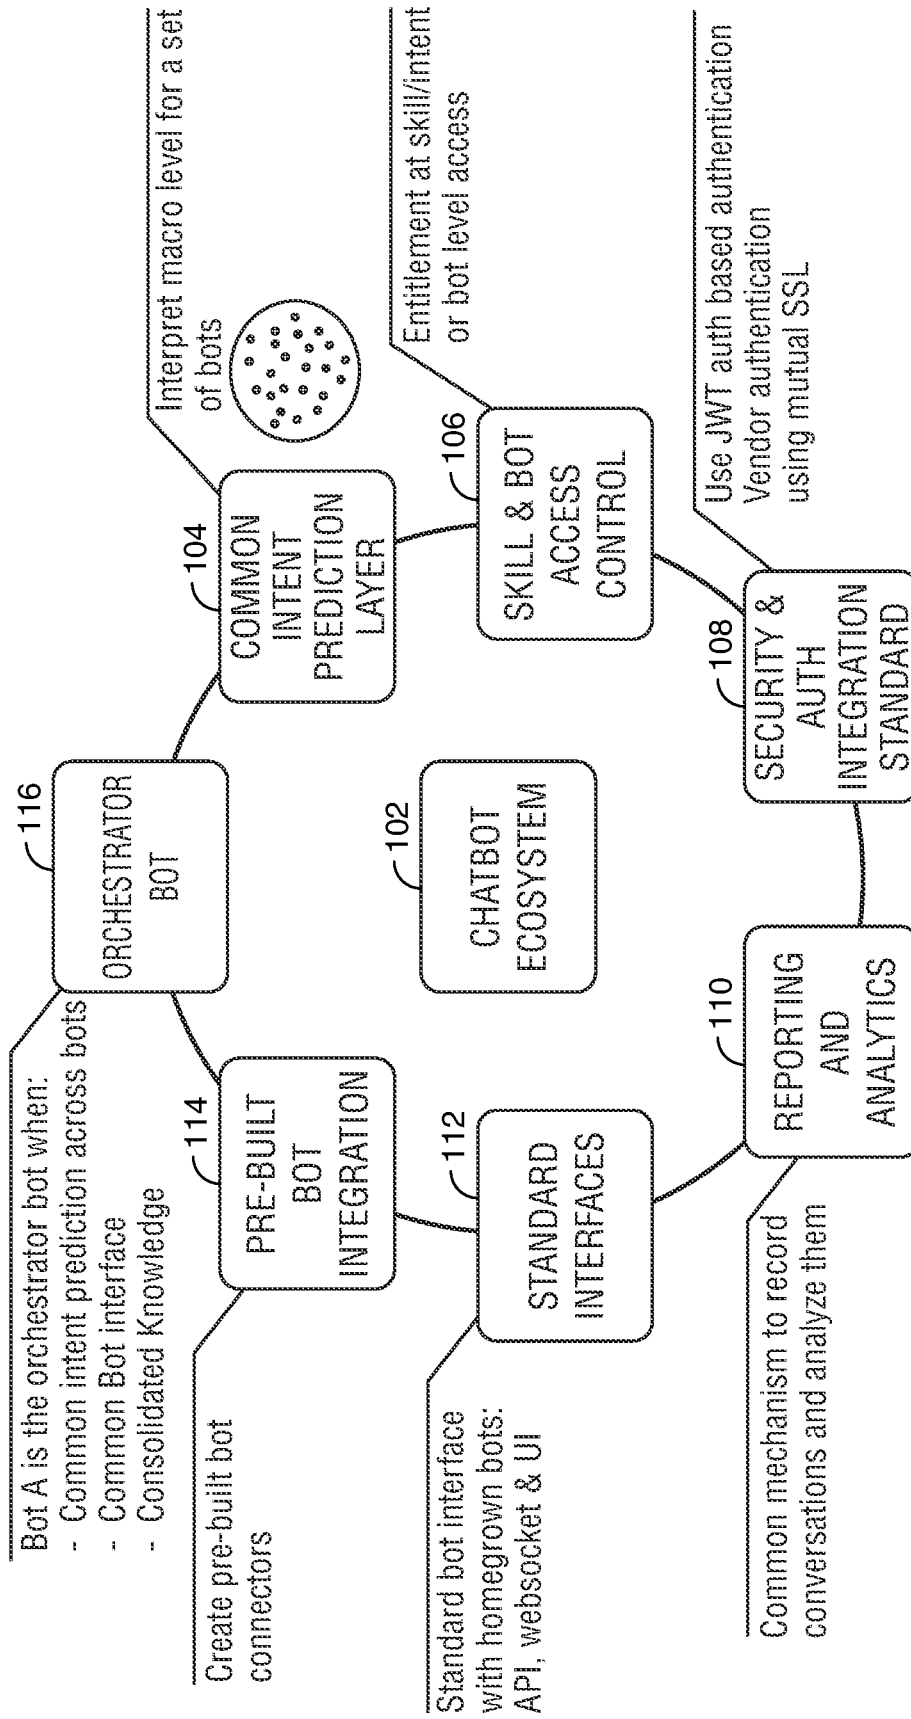 Bot A is the orchestrator bot when:
- Common intent prediction across bots
- Common Bot interface
- Consolidated Knowledge
116
ORCHESTRATOR
BOT
Interpret macro level for a set
of bots
104
COMMON
INTENT
PREDICTION
LAYER
Create pre-built bot
connectors
114
PRE-BUILT
BOT
INTEGRATION
Entitlement at skill/intent
or bot level access
106
SKILL & BOT
ACCESS
CONTROL
102
CHATBOT
ECOSYSTEM
Standard bot interface
with homegrown bots:
API, websocket & UI
112
STANDARD
INTERFACES
Use JWT auth based authentication
Vendor authentication
using mutual SSL
108
SECURITY &
AUTH
INTEGRATION
STANDARD
110
REPORTING
AND
ANALYTICS
Common mechanism to record
conversations and analyze them